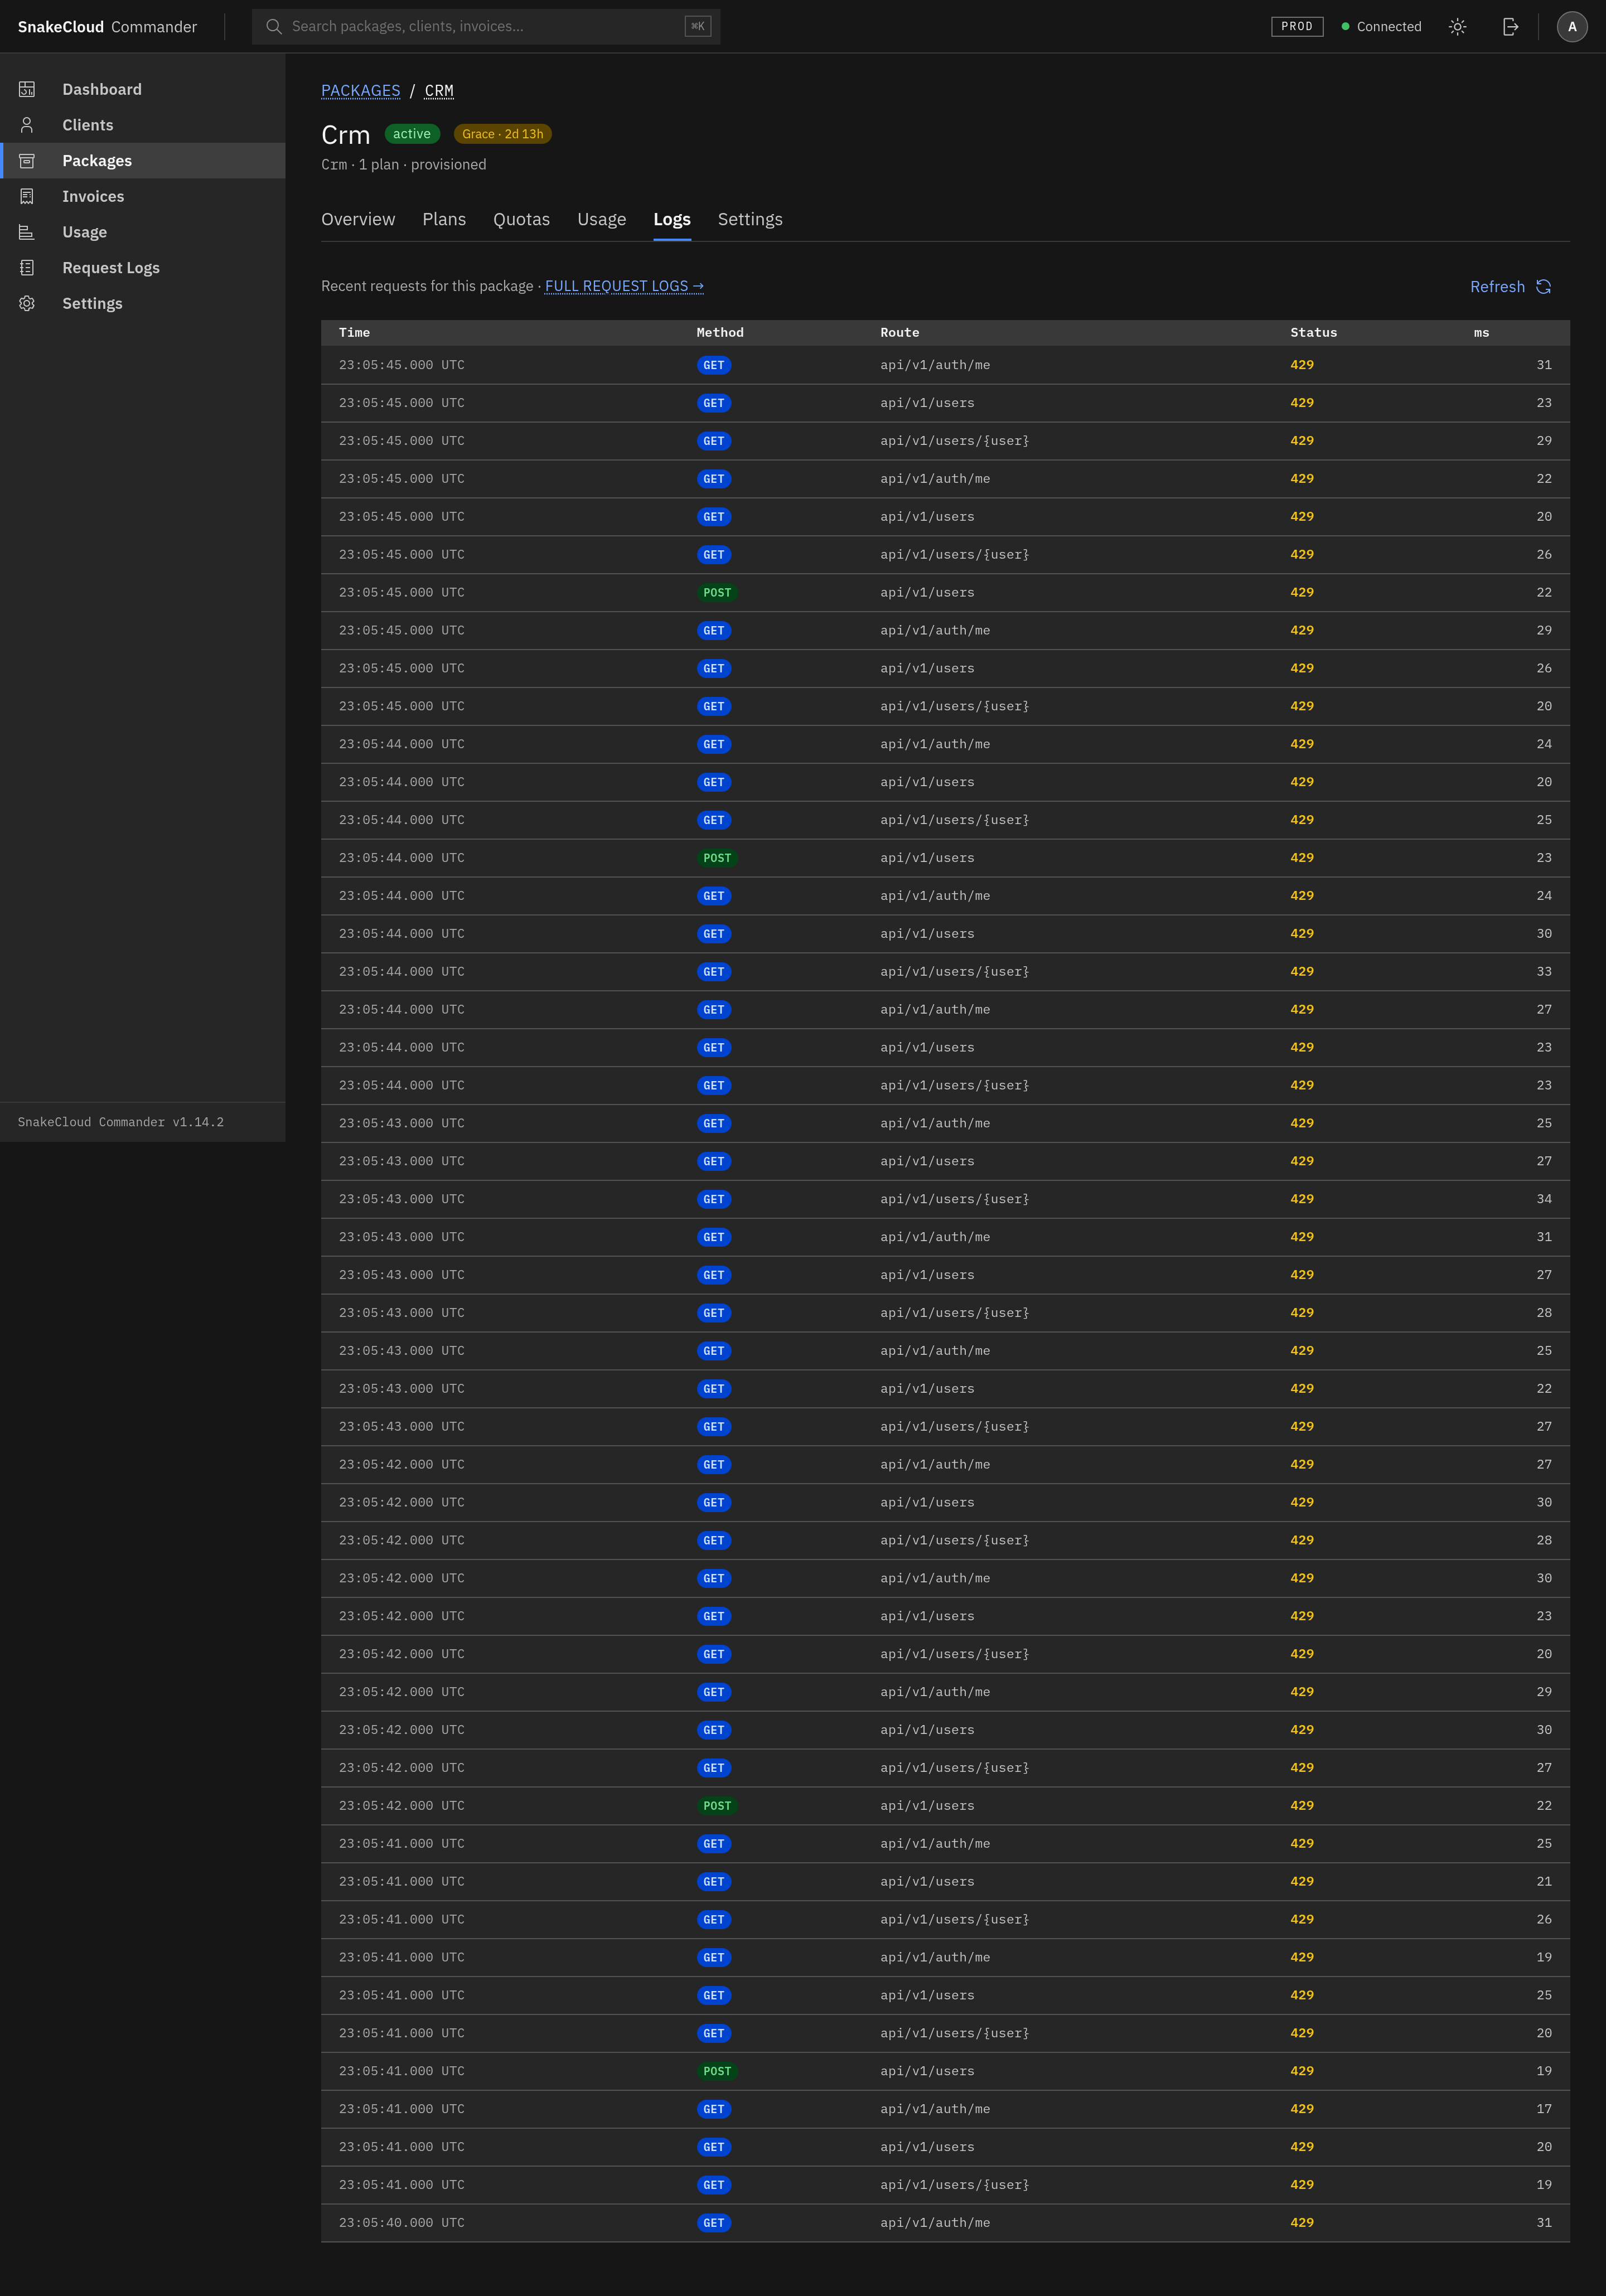 SnakeCloud Commander
Search packages, clients, invoices...
⌘K
PROD
Connected
A
Dashboard
Clients
Packages
Invoices
Usage
Request Logs
Settings
SnakeCloud Commander v1.14.2
PACKAGES / CRM
Crm active Grace · 2d 13h
Crm · 1 plan · provisioned
Overview Plans Quotas Usage Logs Settings
Recent requests for this package · FULL REQUEST LOGS →
Refresh
Time Method Route Status ms
23:05:45.000 UTC GET api/v1/auth/me 429 31
23:05:45.000 UTC GET api/v1/users 429 23
23:05:45.000 UTC GET api/v1/users/{user} 429 29
23:05:45.000 UTC GET api/v1/auth/me 429 22
23:05:45.000 UTC GET api/v1/users 429 20
23:05:45.000 UTC GET api/v1/users/{user} 429 26
23:05:45.000 UTC POST api/v1/users 429 22
23:05:45.000 UTC GET api/v1/auth/me 429 29
23:05:45.000 UTC GET api/v1/users 429 26
23:05:45.000 UTC GET api/v1/users/{user} 429 20
23:05:44.000 UTC GET api/v1/auth/me 429 24
23:05:44.000 UTC GET api/v1/users 429 20
23:05:44.000 UTC GET api/v1/users/{user} 429 25
23:05:44.000 UTC POST api/v1/users 429 23
23:05:44.000 UTC GET api/v1/auth/me 429 24
23:05:44.000 UTC GET api/v1/users 429 30
23:05:44.000 UTC GET api/v1/users/{user} 429 33
23:05:44.000 UTC GET api/v1/auth/me 429 27
23:05:44.000 UTC GET api/v1/users 429 23
23:05:44.000 UTC GET api/v1/users/{user} 429 23
23:05:43.000 UTC GET api/v1/auth/me 429 25
23:05:43.000 UTC GET api/v1/users 429 27
23:05:43.000 UTC GET api/v1/users/{user} 429 34
23:05:43.000 UTC GET api/v1/auth/me 429 31
23:05:43.000 UTC GET api/v1/users 429 27
23:05:43.000 UTC GET api/v1/users/{user} 429 28
23:05:43.000 UTC GET api/v1/auth/me 429 25
23:05:43.000 UTC GET api/v1/users 429 22
23:05:43.000 UTC GET api/v1/users/{user} 429 27
23:05:42.000 UTC GET api/v1/auth/me 429 27
23:05:42.000 UTC GET api/v1/users 429 30
23:05:42.000 UTC GET api/v1/users/{user} 429 28
23:05:42.000 UTC GET api/v1/auth/me 429 30
23:05:42.000 UTC GET api/v1/users 429 23
23:05:42.000 UTC GET api/v1/users/{user} 429 20
23:05:42.000 UTC GET api/v1/auth/me 429 29
23:05:42.000 UTC GET api/v1/users 429 30
23:05:42.000 UTC GET api/v1/users/{user} 429 27
23:05:42.000 UTC POST api/v1/users 429 22
23:05:41.000 UTC GET api/v1/auth/me 429 25
23:05:41.000 UTC GET api/v1/users 429 21
23:05:41.000 UTC GET api/v1/users/{user} 429 26
23:05:41.000 UTC GET api/v1/auth/me 429 19
23:05:41.000 UTC GET api/v1/users 429 25
23:05:41.000 UTC GET api/v1/users/{user} 429 20
23:05:41.000 UTC POST api/v1/users 429 19
23:05:41.000 UTC GET api/v1/auth/me 429 17
23:05:41.000 UTC GET api/v1/users 429 20
23:05:41.000 UTC GET api/v1/users/{user} 429 19
23:05:40.000 UTC GET api/v1/auth/me 429 31